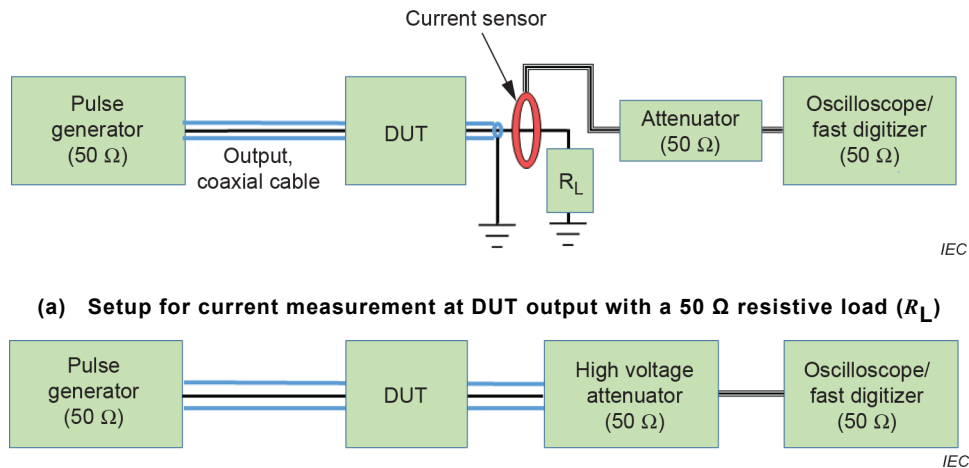 Current sensor
Pulse
generator
(50 Ω)
Output,
coaxial cable
DUT
R_L
Attenuator
(50 Ω)
Oscilloscope/
fast digitizer
(50 Ω)
IEC
(a) Setup for current measurement at DUT output with a 50 Ω resistive load (R_L)
Pulse
generator
(50 Ω)
DUT
High voltage
attenuator
(50 Ω)
Oscilloscope/
fast digitizer
(50 Ω)
IEC